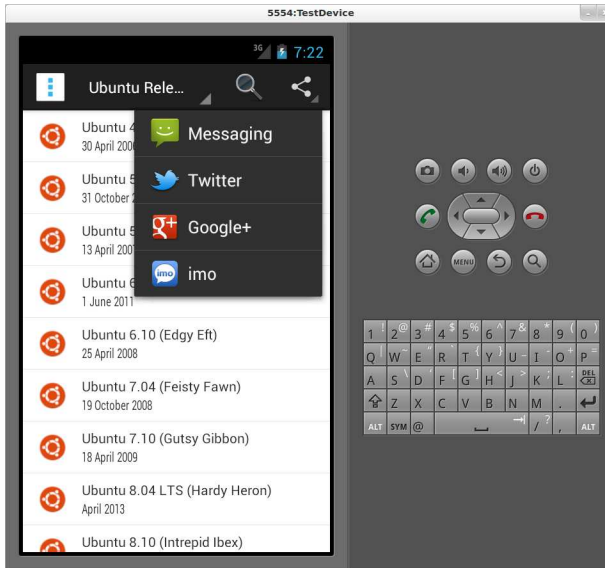 5554:TestDevice
3G 7:22
Ubuntu Rele...
Messaging
Twitter
g+ Google+
imo imo
Ubuntu 4
30 April 200
Ubuntu 5
31 October 2
Ubuntu 5
13 April 200
Ubuntu 6
1 June 2011
Ubuntu 6.10 (Edgy Eft)
25 April 2008
Ubuntu 7.04 (Feisty Fawn)
19 October 2008
Ubuntu 7.10 (Gutsy Gibbon)
18 April 2009
Ubuntu 8.04 LTS (Hardy Heron)
April 2013
Ubuntu 8.10 (Intrepid Ibex)
MENU
1 ! 2 @ 3 # 4 $ 5 % 6 ^ 7 & 8 * 9 ( 0 )
Q | W ~ E " R ` T { Y } U _ I - O + P =
A S \ D ' F [ G ] H < J > K ; L : DEL
Z X C V B N M .
ALT SYM @ / ? , ALT